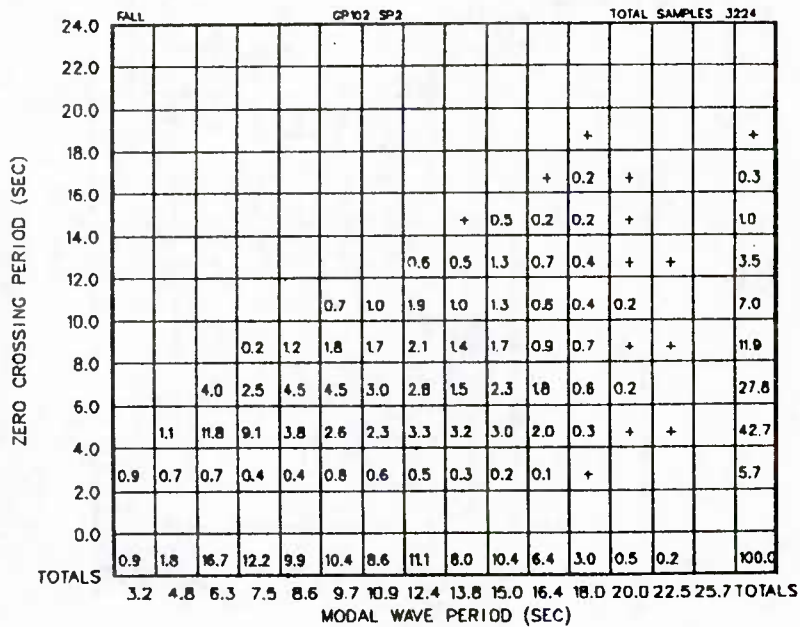 FALL GP102 SP2 TOTAL SAMPLES 3224
24.0
22.0
20.0
+ +
18.0
+ 0.2 + 0.3
16.0
+ 0.5 0.2 0.2 + 1.0
14.0
0.6 0.5 1.3 0.7 0.4 + + 3.5
12.0
0.7 1.0 1.9 1.0 1.3 0.6 0.4 0.2 7.0
10.0
0.2 1.2 1.8 1.7 2.1 1.4 1.7 0.9 0.7 + + 11.9
8.0
4.0 2.5 4.5 4.5 3.0 2.8 1.5 2.3 1.8 0.6 0.2 27.8
6.0
1.1 11.8 9.1 3.8 2.6 2.3 3.3 3.2 3.0 2.0 0.3 + + 42.7
4.0
0.9 0.7 0.7 0.4 0.4 0.8 0.6 0.5 0.3 0.2 0.1 + 5.7
2.0
0.0
0.9 1.8 16.7 12.2 9.9 10.4 8.6 11.1 8.0 10.4 6.4 3.0 0.5 0.2 100.0
TOTALS
3.2 4.8 6.3 7.5 8.6 9.7 10.9 12.4 13.8 15.0 16.4 18.0 20.0 22.5 25.7 TOTALS
MODAL WAVE PERIOD (SEC)
ZERO CROSSING PERIOD (SEC)